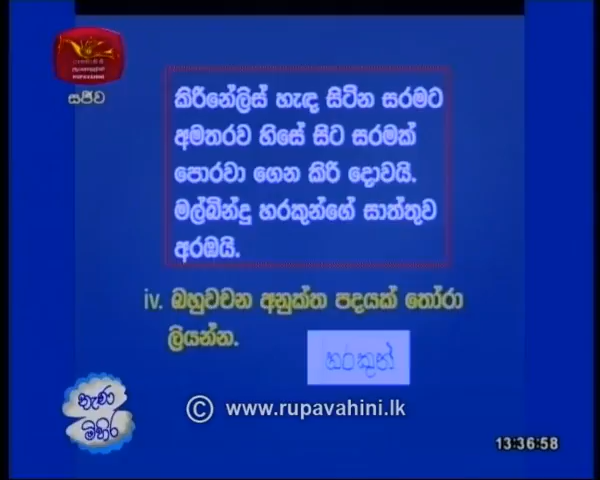 RUPAVAHINI
සජීව
කිරිනේලිස් හැඳ සිටින සරමට
අමතරව හිසේ සිට සරමක්
පොරවා ගෙන කිරි දොවයි.
මල්බින්දු හරකුන්ගේ සාත්තුව
අරඹයි.
iv. බහුවචන අනුක්ත පදයක් තෝරා
ලියන්න.
හරකුන්
නැණ
මිහිර
© www.rupavahini.lk
13:36:58